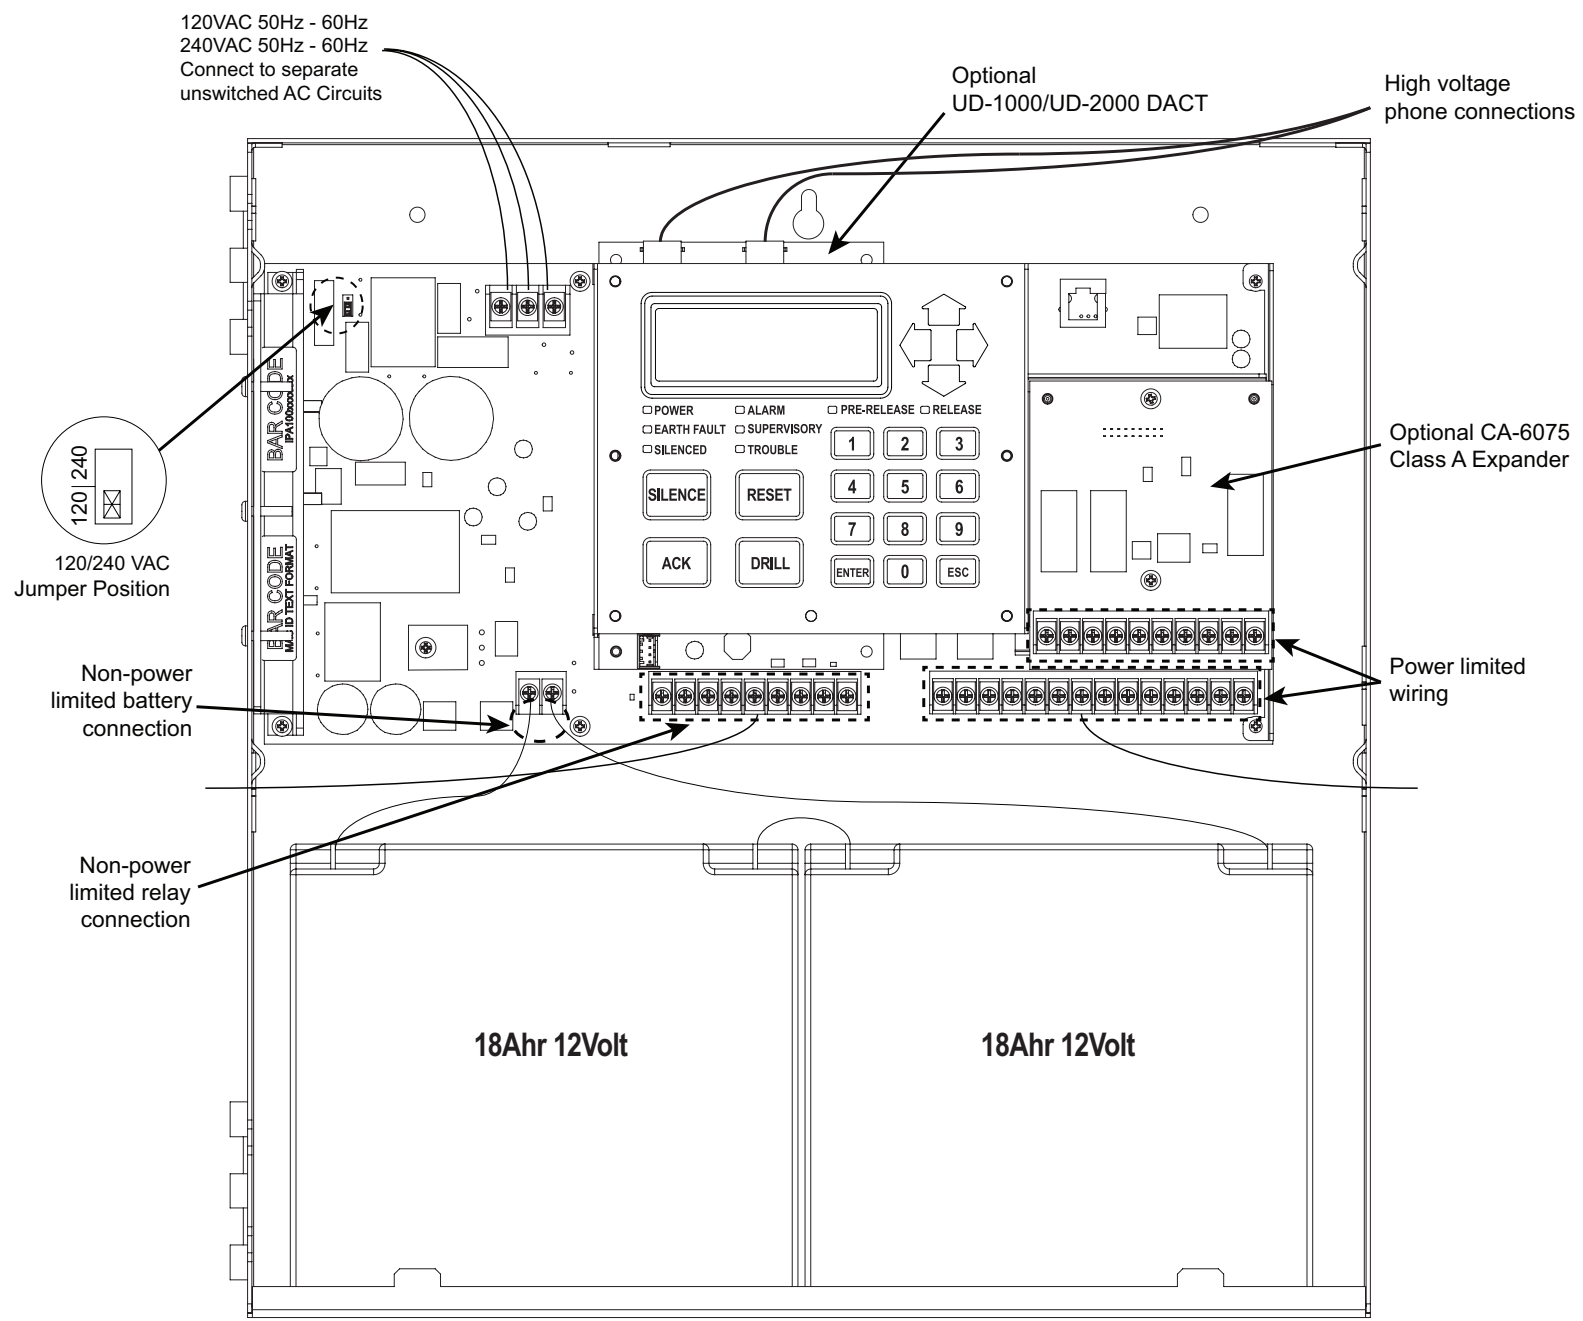 120VAC 50Hz - 60Hz
240VAC 50Hz - 60Hz
Connect to separate
unswitched AC Circuits
Optional
UD-1000/UD-2000 DACT
High voltage
phone connections
BAR CODE
IPA100xxxxxx
120 240
120/240 VAC
Jumper Position
POWER
ALARM
PRE-RELEASE
RELEASE
EARTH FAULT
SUPERVISORY
SILENCED
TROUBLE
1
2
3
SILENCE
RESET
4
5
6
7
8
9
ACK
DRILL
ENTER
0
ESC
Optional CA-6075
Class A Expander
BAR CODE
ID TEXT FORMAT
Non-power
limited battery
connection
Power limited
wiring
Non-power
limited relay
connection
18Ahr 12Volt
18Ahr 12Volt